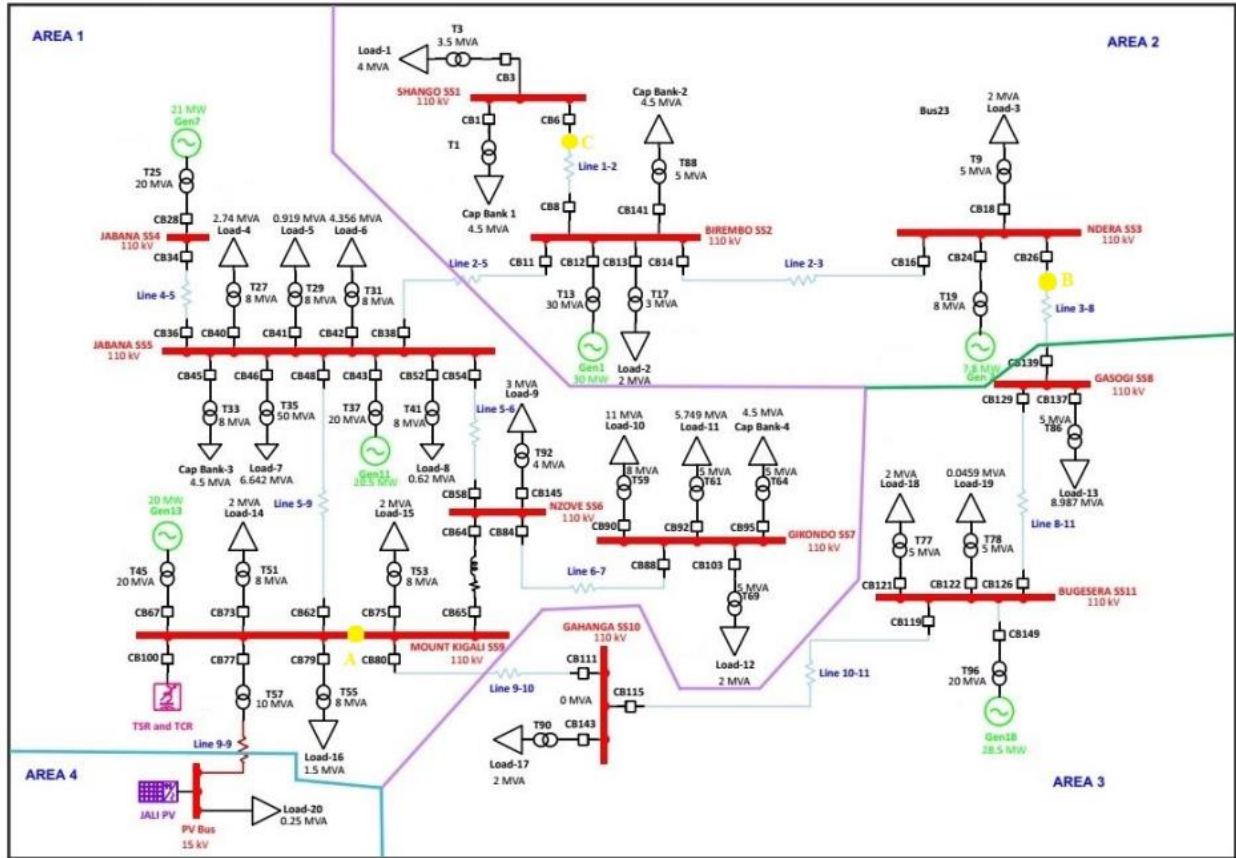 AREA 1
AREA 2
T3
3.5 MVA
Load-1
4 MVA
CB3
SHANGO SS1
110 kV
CB1
CB6
C
T1
Line 1-2
Cap Bank 1
4.5 MVA
CB8
Cap Bank-2
4.5 MVA
T88
5 MVA
CB141
BIREMBO SS2
110 kV
CB11
CB12
CB13
CB14
Line 2-5
Line 2-3
T13
30 MVA
T17
3 MVA
Gen1
30 MW
Load-2
2 MVA
Bus23
2 MVA
Load-3
T9
5 MVA
CB18
NDERA SS3
110 kV
CB16
CB24
CB26
B
T19
8 MVA
7.8 MW
Line 3-8
CB139
GASOGI SS8
110 kV
CB129
CB137
5 MVA
T86
Load-13
8.987 MVA
21 MW
Gen7
T25
20 MVA
CB28
JABANA SS4
110 kV
CB34
Line 4-5
CB36
2.74 MVA
Load-4
0.919 MVA
Load-5
4.356 MVA
Load-6
T27
8 MVA
T29
8 MVA
T31
8 MVA
CB40
CB41
CB42
CB38
JABANA SS5
110 kV
CB45
CB46
CB48
CB43
CB52
CB54
T33
8 MVA
T35
50 MVA
T37
20 MVA
T41
8 MVA
Cap Bank-3
4.5 MVA
Load-7
6.642 MVA
Gen11
20.5 MW
Load-8
0.62 MVA
Line 5-6
Line 5-9
3 MVA
Load-9
T92
4 MVA
CB58
CB145
NZOVE SS6
110 kV
CB64
CB84
Line 6-7
11 MVA
Load-10
5.749 MVA
Load-11
4.5 MVA
Cap Bank-4
8 MVA
T59
5 MVA
T61
5 MVA
T64
CB90
CB92
CB95
GIKONDO SS7
110 kV
CB88
CB103
5 MVA
T69
Load-12
2 MVA
2 MVA
Load-18
0.0459 MVA
Load-19
Line 8-11
T77
5 MVA
T78
5 MVA
CB121
CB122
CB126
BUGESERA SS11
110 kV
CB119
CB149
T96
20 MVA
Gen18
28.5 MW
Line 10-11
20 MW
Gen13
2 MVA
Load-14
2 MVA
Load-15
T45
20 MVA
T51
8 MVA
T53
8 MVA
CB67
CB73
CB62
CB75
CB65
A
MOUNT KIGALI SS9
110 kV
CB100
CB77
CB79
CB80
TSR and TCR
T57
10 MVA
T55
8 MVA
Line 9-9
Load-16
1.5 MVA
Line 9-10
GAHANGA SS10
110 kV
CB111
0 MVA
CB115
CB143
T90
Load-17
2 MVA
AREA 4
AREA 3
JALI PV
PV Bus
15 kV
Load-20
0.25 MVA